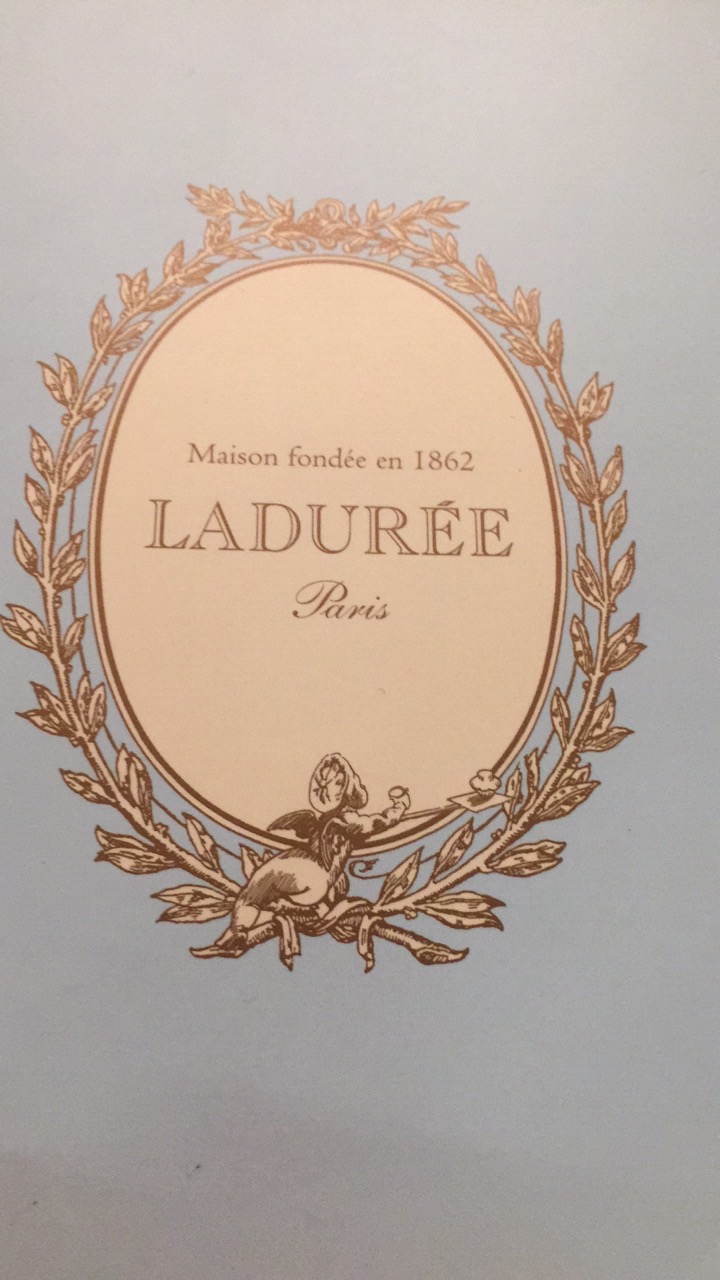 Maison fondée en 1862
LADURÉE
Paris